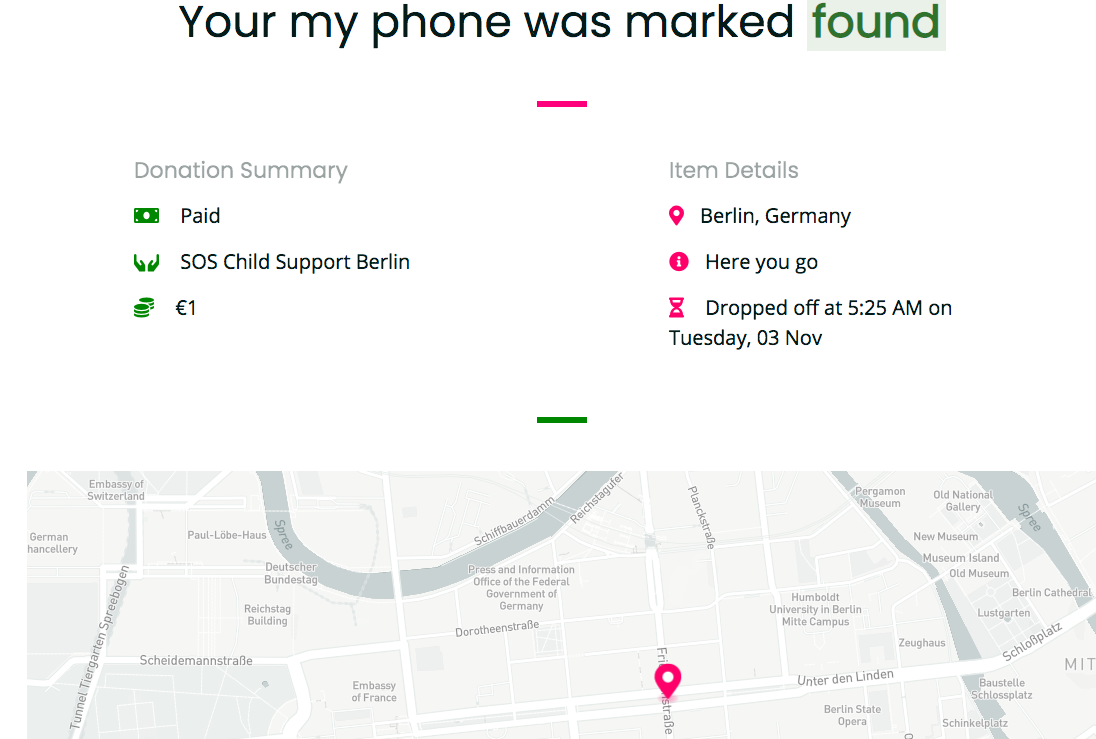 Your my phone was marked found
Donation Summary
Paid
SOS Child Support Berlin
€1
Item Details
Berlin, Germany
Here you go
Dropped off at 5:25 AM on
Tuesday, 03 Nov
Embassy of
Switzerland
German
Paul-Löbe-Haus
Spree
Deutscher
Bundestag
Reichstag
Building
Tunnel Tiergarten Spreebogen
Scheidemannstraße
Embassy
of France
Schiffbauerdamm
Reichstagufer
Planckstraße
Press and Information
Office of the Federal
Government of
Germany
Dorotheenstraße
Unter den Linden
Humboldt
University in Berlin
Mitte Campus
Pergamon
Museum
Old National
Gallery
Spree
New Museum
Museum Island
Old Museum
Berlin Cathedral
Lustgarten
Zeughaus
Schloßplatz
Baustelle
Schlossplatz
Berlin State
Opera
Schinkelplatz